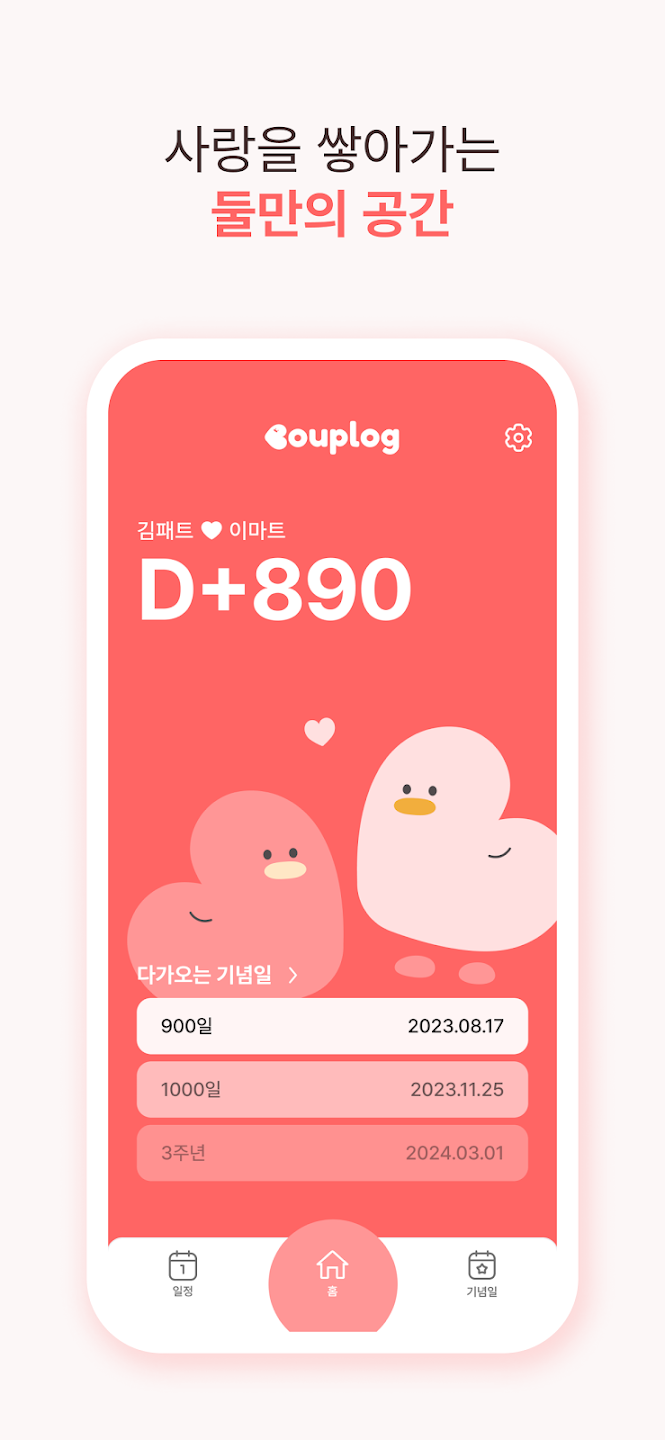 사랑을 쌓아가는
둘만의 공간
Couplog
김패트 ♥ 이마트
D+890
다가오는 기념일 >
900일 2023.08.17
1000일 2023.11.25
3주년 2024.03.01
1
일정 홈 기념일